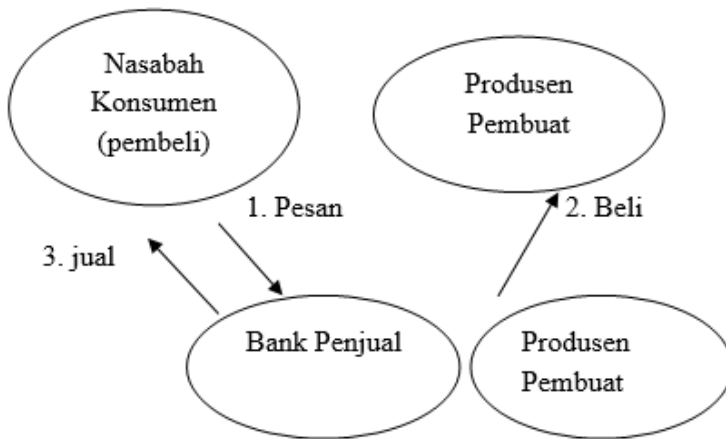 Nasabah
Konsumen
(pembeli)
Produsen
Pembuat
1. Pesan
2. Beli
3. jual
Bank Penjual
Produsen
Pembuat